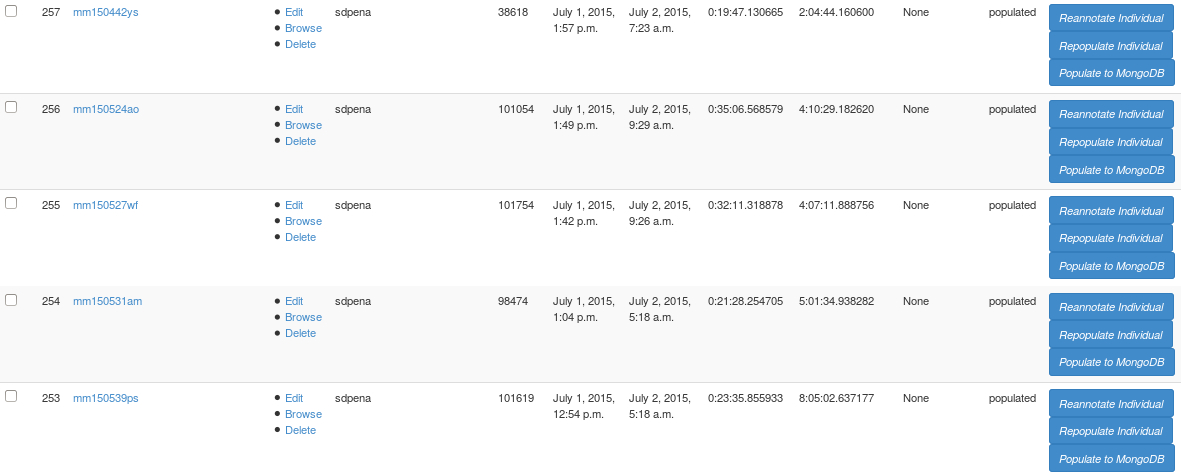 257 mm150442ys Edit sdpena 38618 July 1, 2015, July 2, 2015, 0:19:47.130665 2:04:44.160600 None populated Reannotate Individual
Browse 1:57 p.m. 7:23 a.m.
Delete Repopulate Individual
Populate to MongoDB
256 mm150524ao Edit sdpena 101054 July 1, 2015, July 2, 2015, 0:35:06.568579 4:10:29.182620 None populated Reannotate Individual
Browse 1:49 p.m. 9:29 a.m.
Delete Repopulate Individual
Populate to MongoDB
255 mm150527wf Edit sdpena 101754 July 1, 2015, July 2, 2015, 0:32:11.318878 4:07:11.888756 None populated Reannotate Individual
Browse 1:42 p.m. 9:26 a.m.
Delete Repopulate Individual
Populate to MongoDB
254 mm150531am Edit sdpena 98474 July 1, 2015, July 2, 2015, 0:21:28.254705 5:01:34.938282 None populated Reannotate Individual
Browse 1:04 p.m. 5:18 a.m.
Delete Repopulate Individual
Populate to MongoDB
253 mm150539ps Edit sdpena 101619 July 1, 2015, July 2, 2015, 0:23:35.855933 8:05:02.637177 None populated Reannotate Individual
Browse 12:54 p.m. 5:18 a.m.
Delete Repopulate Individual
Populate to MongoDB